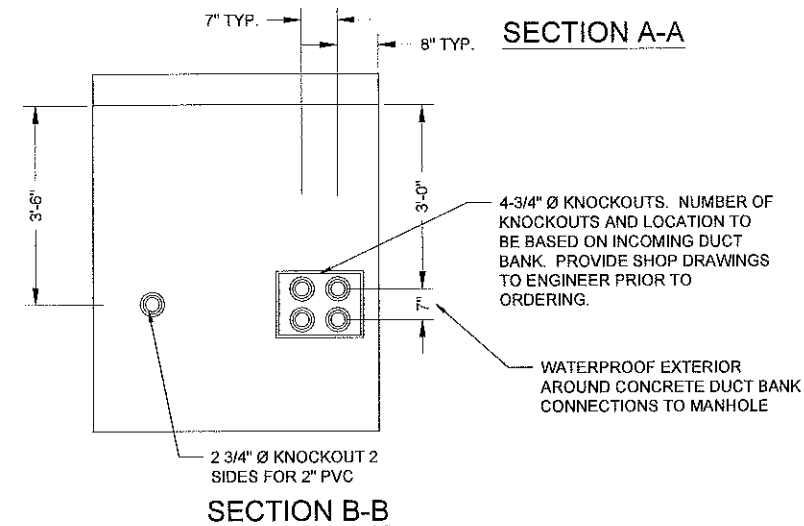 7" TYP.
8" TYP.
SECTION A-A
3'-6"
3'-0"
4-3/4" Ø KNOCKOUTS. NUMBER OF
KNOCKOUTS AND LOCATION TO
BE BASED ON INCOMING DUCT
BANK. PROVIDE SHOP DRAWINGS
TO ENGINEER PRIOR TO
ORDERING.
7"
WATERPROOF EXTERIOR
AROUND CONCRETE DUCT BANK
CONNECTIONS TO MANHOLE
2 3/4" Ø KNOCKOUT 2
SIDES FOR 2" PVC
SECTION B-B